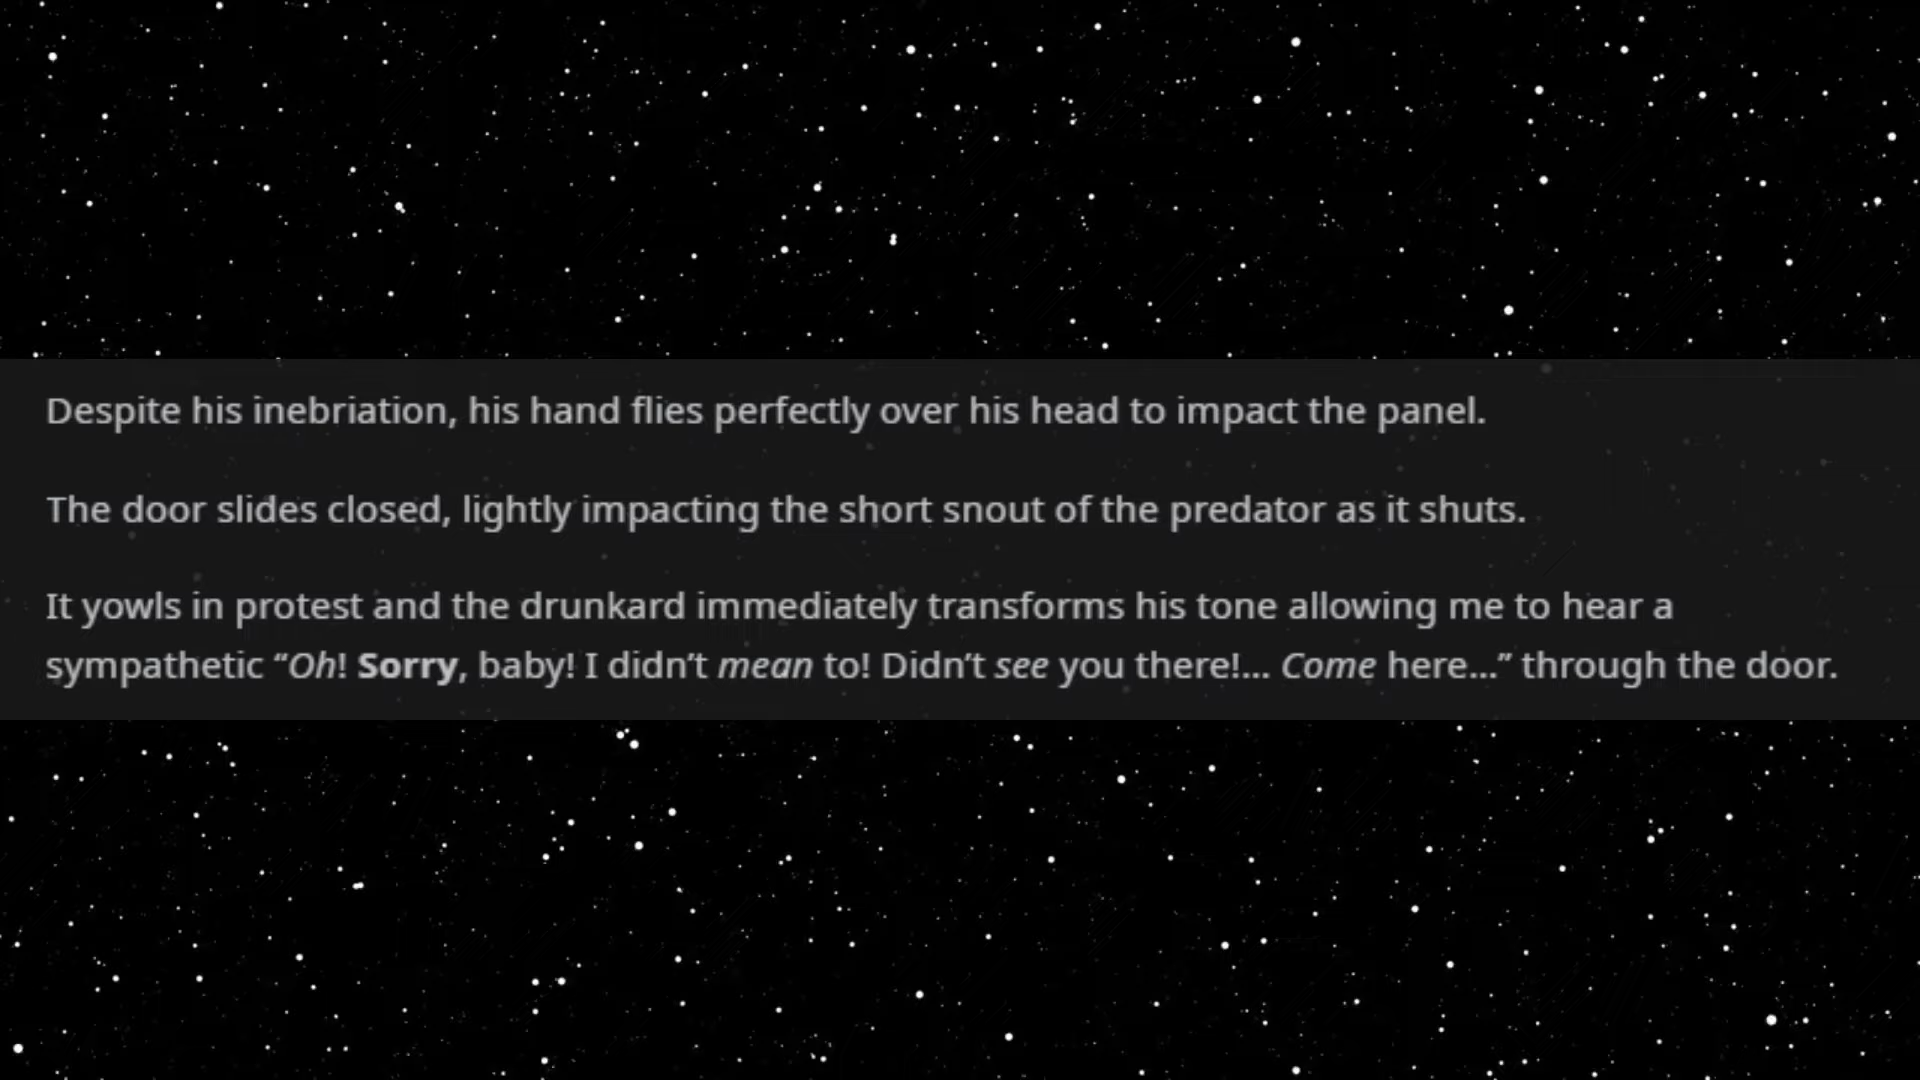 Despite his inebriation, his hand flies perfectly over his head to impact the panel.
The door slides closed, lightly impacting the short snout of the predator as it shuts.
It yowls in protest and the drunkard immediately transforms his tone allowing me to hear a
sympathetic “Oh! Sorry, baby! I didn’t mean to! Didn’t see you there!... Come here...” through the door.